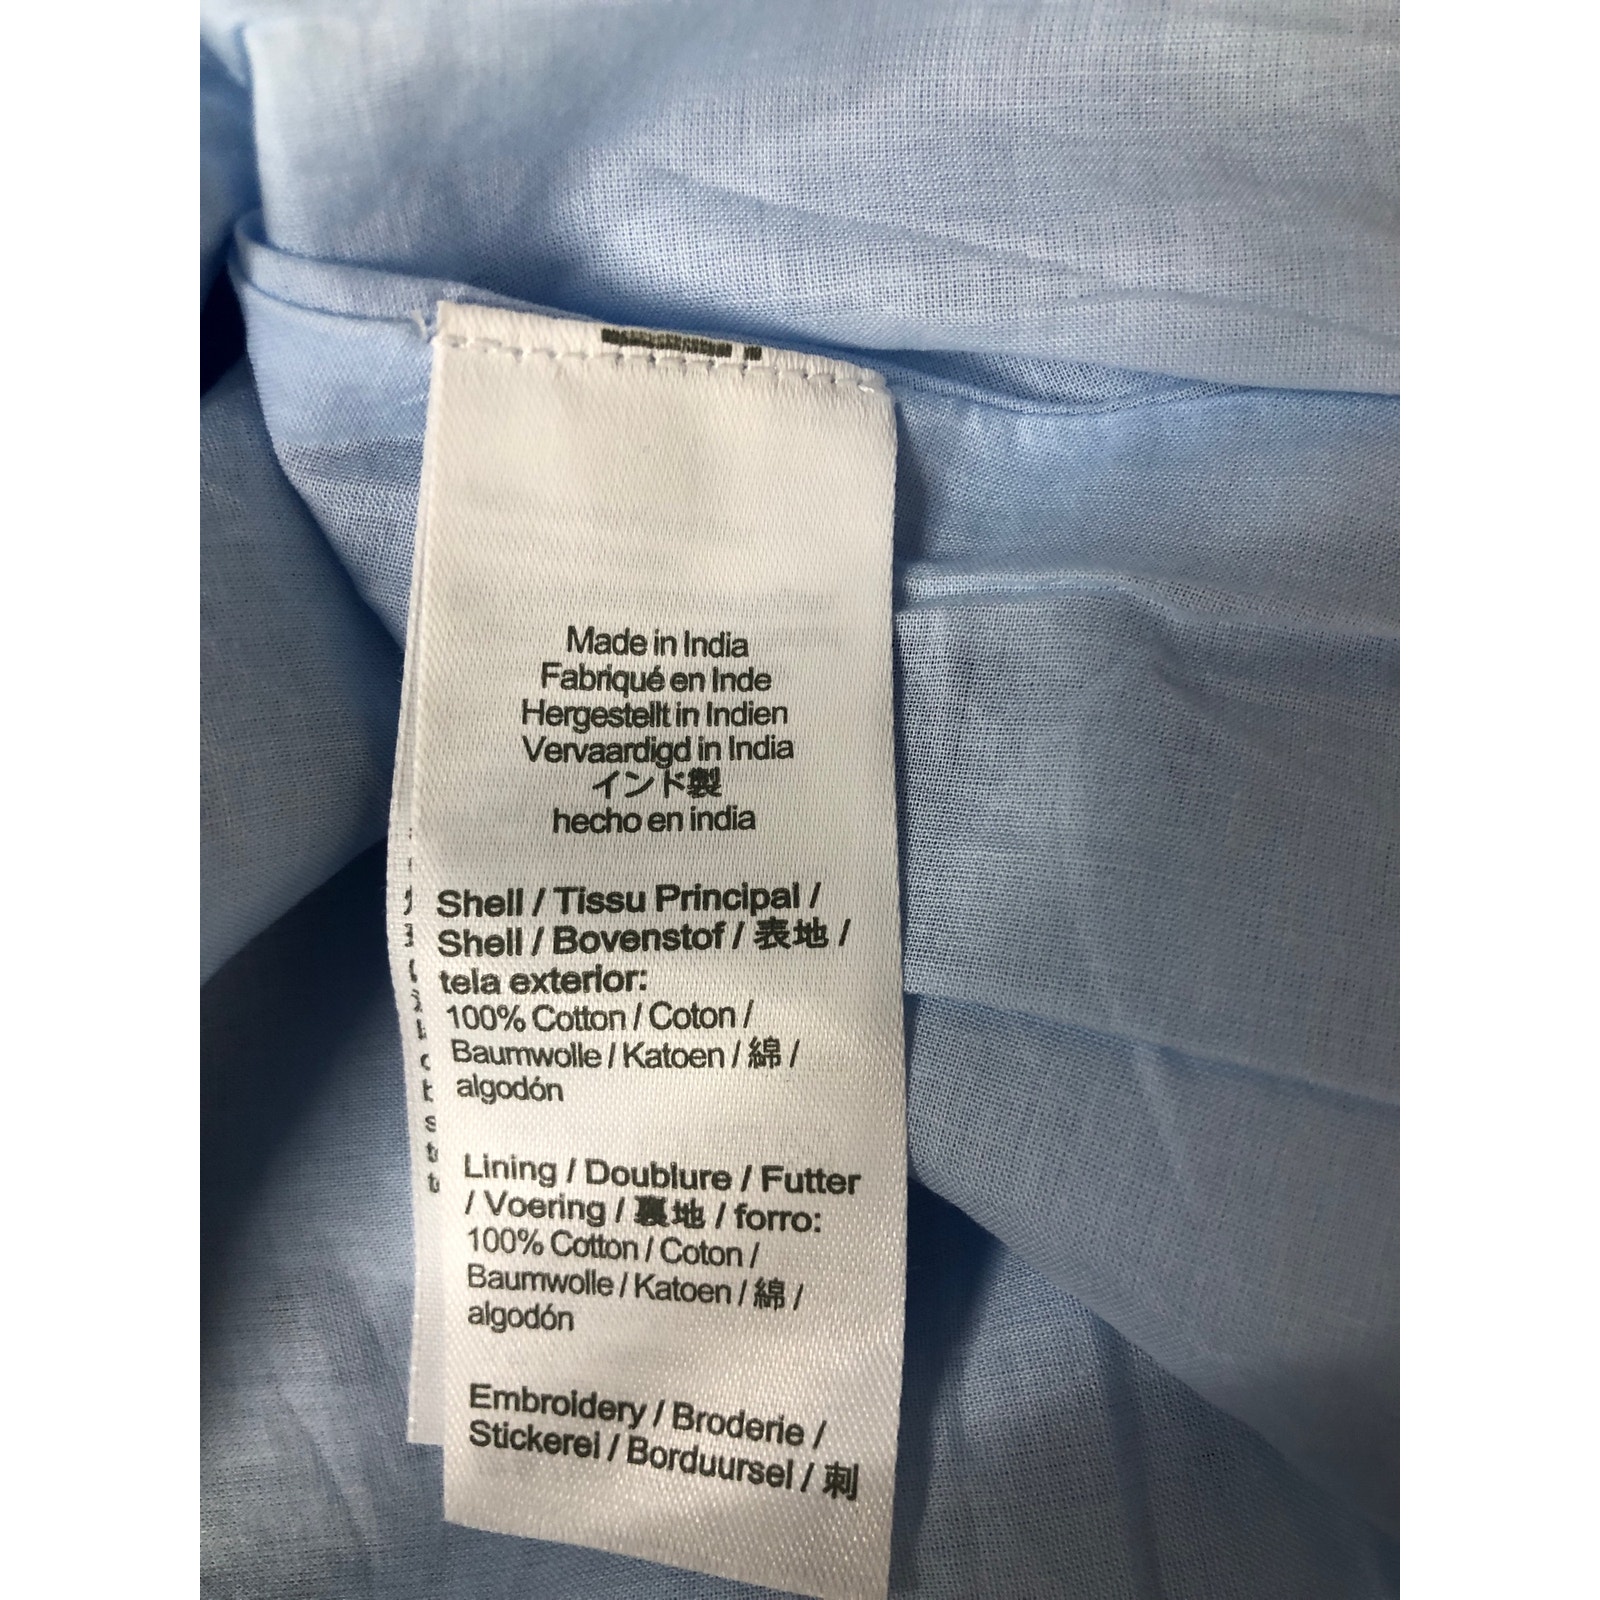 Made in India
Fabriqué en Inde
Hergestellt in Indien
Vervaardigd in India
インド製
hecho en india
Shell / Tissu Principal /
Shell / Bovenstof / 表地 /
tela exterior:
100% Cotton / Coton /
Baumwolle / Katoen / 綿 /
algodón
Lining / Doublure / Futter
/ Voering / 裏地 / forro:
100% Cotton / Coton /
Baumwolle / Katoen / 綿 /
algodón
Embroidery / Broderie /
Stickerei / Borduursel / 刺